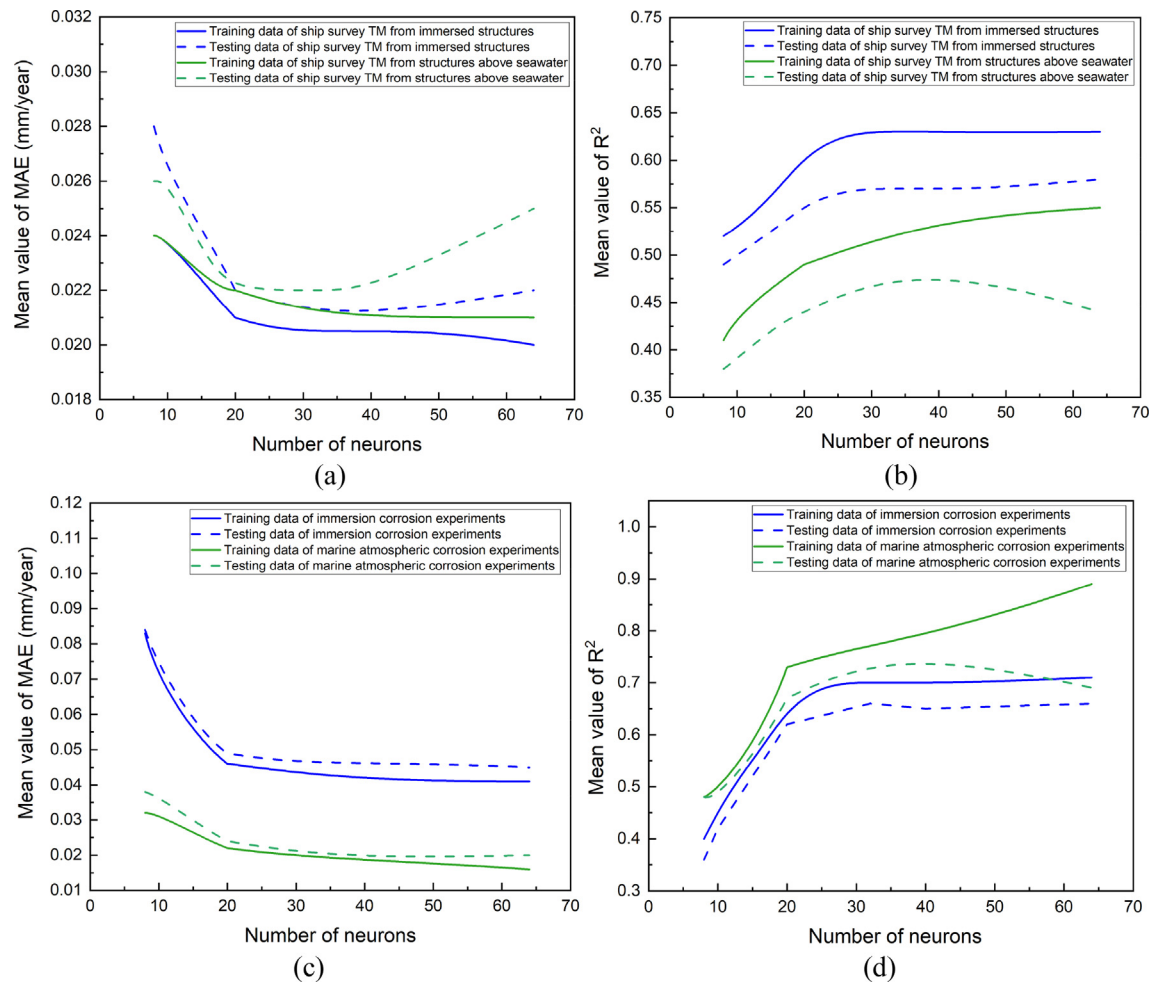 0.032
0.030
0.028
0.026
0.024
0.022
0.020
0.018
Mean value of MAE (mm/year)
Training data of ship survey TM from immersed structures
Testing data of ship survey TM from immersed structures
Training data of ship survey TM from structures above seawater
Testing data of ship survey TM from structures above seawater
0 10 20 30 40 50 60 70
Number of neurons
(a)
0.75
0.70
0.65
0.60
0.55
0.50
0.45
0.40
0.35
Mean value of R²
Training data of ship survey TM from immersed structures
Testing data of ship survey TM from immersed structures
Training data of ship survey TM from structures above seawater
Testing data of ship survey TM from structures above seawater
0 10 20 30 40 50 60 70
Number of neurons
(b)
0.12
0.11
0.10
0.09
0.08
0.07
0.06
0.05
0.04
0.03
0.02
0.01
Mean value of MAE (mm/year)
Training data of immersion corrosion experiments
Testing data of immersion corrosion experiments
Training data of marine atmospheric corrosion experiments
Testing data of marine atmospheric corrosion experiments
0 10 20 30 40 50 60 70
Number of neurons
(c)
1.0
0.9
0.8
0.7
0.6
0.5
0.4
0.3
Mean value of R²
Training data of immersion corrosion experiments
Testing data of immersion corrosion experiments
Training data of marine atmospheric corrosion experiments
Testing data of marine atmospheric corrosion experiments
0 10 20 30 40 50 60 70
Number of neurons
(d)